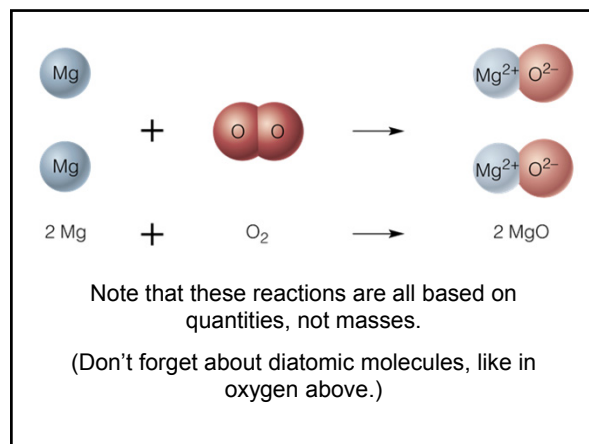 Mg Mg²⁺ O²⁻
+ O O →
Mg Mg²⁺ O²⁻
2 Mg + O₂ → 2 MgO
Note that these reactions are all based on
quantities, not masses.
(Don’t forget about diatomic molecules, like in
oxygen above.)